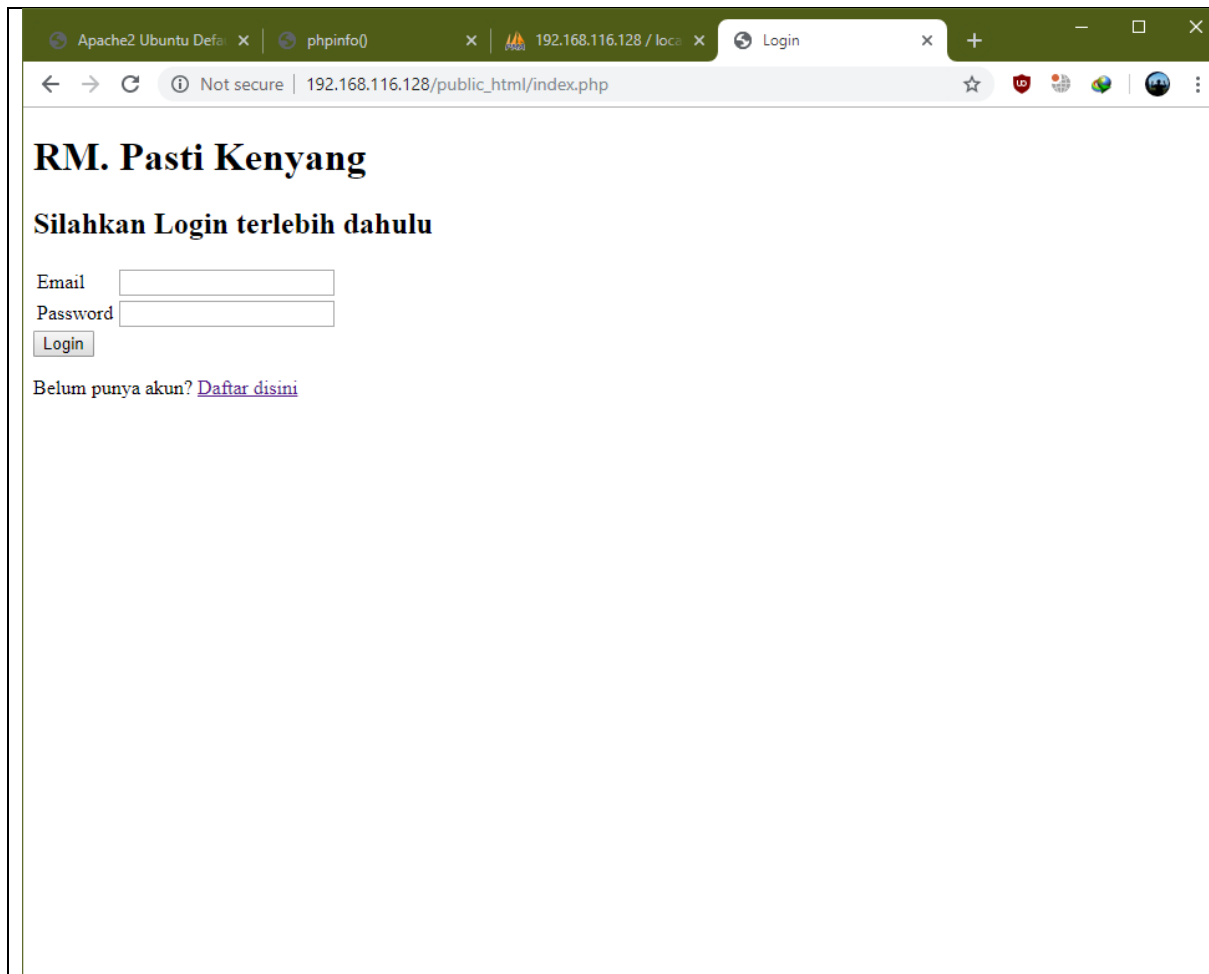 Apache2 Ubuntu Defa
phpinfo()
192.168.116.128 / loca
Login
Not secure | 192.168.116.128/public_html/index.php
RM. Pasti Kenyang
Silahkan Login terlebih dahulu
Email
Password
Login
Belum punya akun? Daftar disini